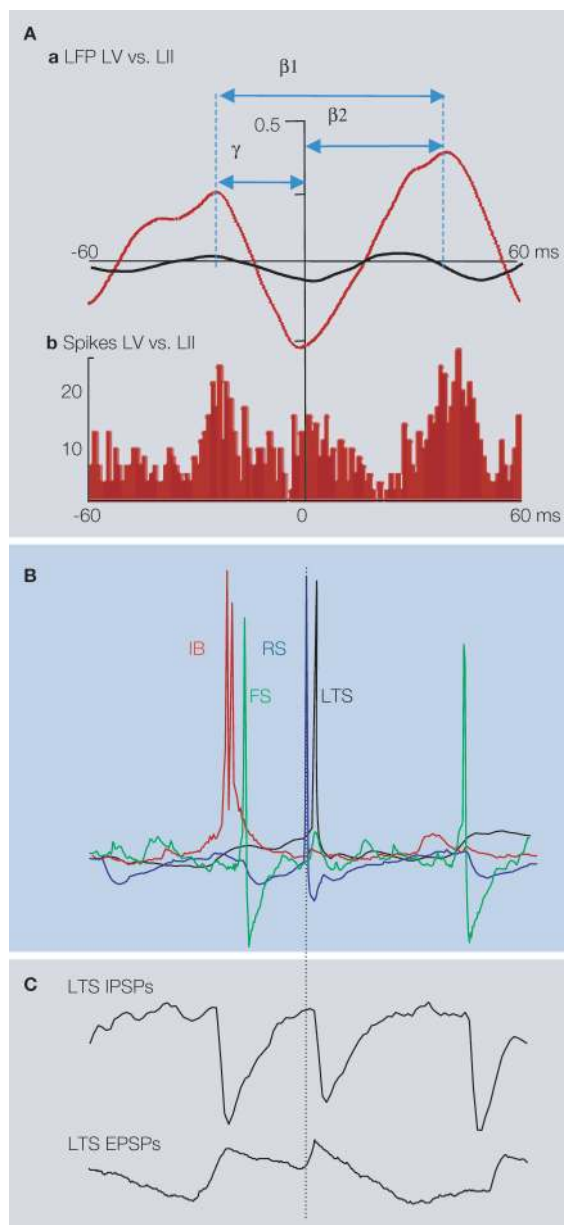 A
a LFP LV vs. LII
β1
0.5
β2
γ
-60
60 ms
b Spikes LV vs. LII
20
10
-60
0
60 ms
B
IB
RS
FS
LTS
C
LTS IPSPs
LTS EPSPs